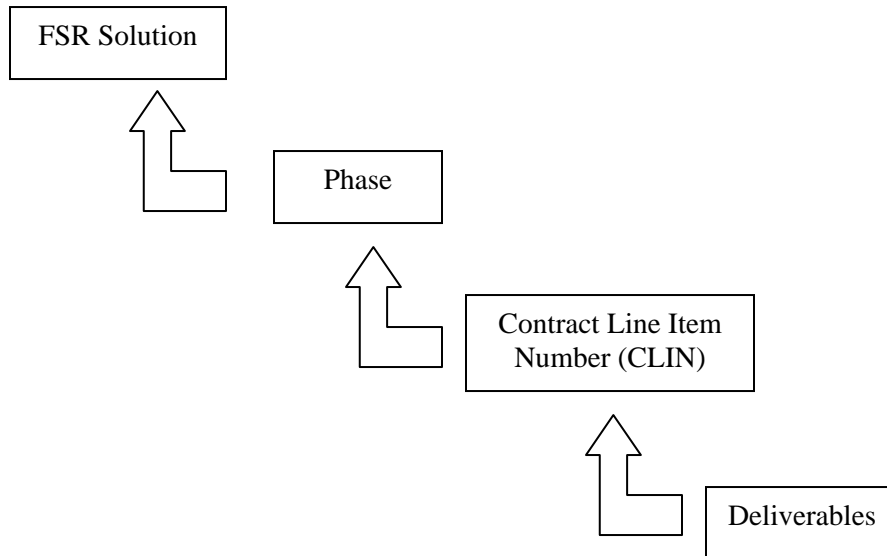 FSR Solution
Phase
Contract Line Item
Number (CLIN)
Deliverables